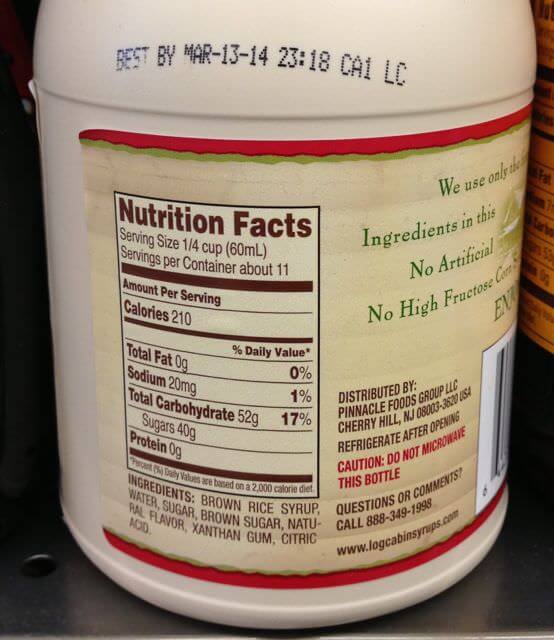 BEST BY MAR-13-14 23:18 CA1 LC
We use only the
Ingredients in this
No Artificial
No High Fructose Corn
Nutrition Facts
Serving Size 1/4 cup (60mL)
Servings per Container about 11
Amount Per Serving
Calories 210
% Daily Value*
Total Fat 0g 0%
Sodium 20mg 1%
Total Carbohydrate 52g 17%
Sugars 40g
Protein 0g
*Percent (%) Daily Values are based on a 2,000 calorie diet.
INGREDIENTS: BROWN RICE SYRUP,
WATER, SUGAR, BROWN SUGAR, NATU-
RAL FLAVOR, XANTHAN GUM, CITRIC
ACID.
DISTRIBUTED BY:
PINNACLE FOODS GROUP LLC
CHERRY HILL, NJ 08003-3620 USA
REFRIGERATE AFTER OPENING
CAUTION: DO NOT MICROWAVE
THIS BOTTLE
QUESTIONS OR COMMENTS?
CALL 888-349-1998
www.logcabinsyrups.com
6